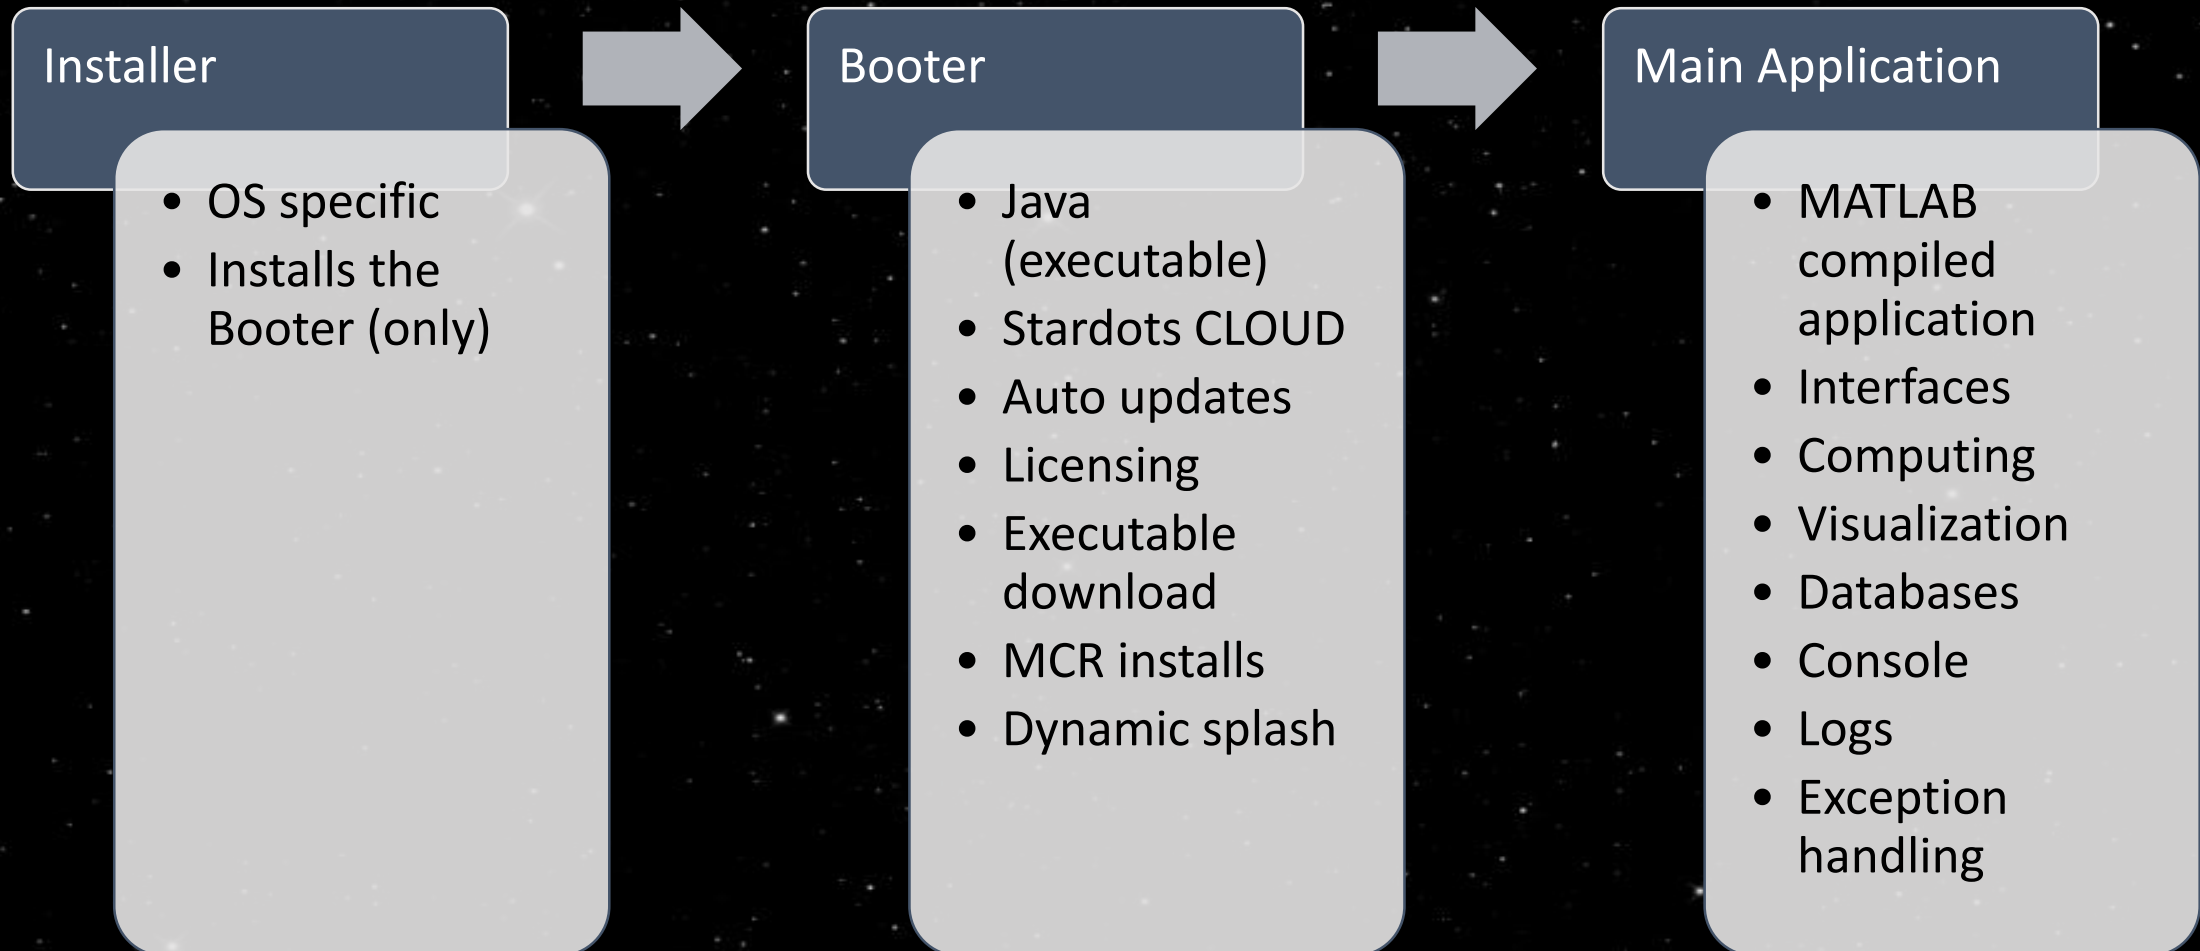 Installer
• OS specific
• Installs the
Booter (only)
Booter
• Java
(executable)
• Stardots CLOUD
• Auto updates
• Licensing
• Executable
download
• MCR installs
• Dynamic splash
Main Application
• MATLAB
compiled
application
• Interfaces
• Computing
• Visualization
• Databases
• Console
• Logs
• Exception
handling